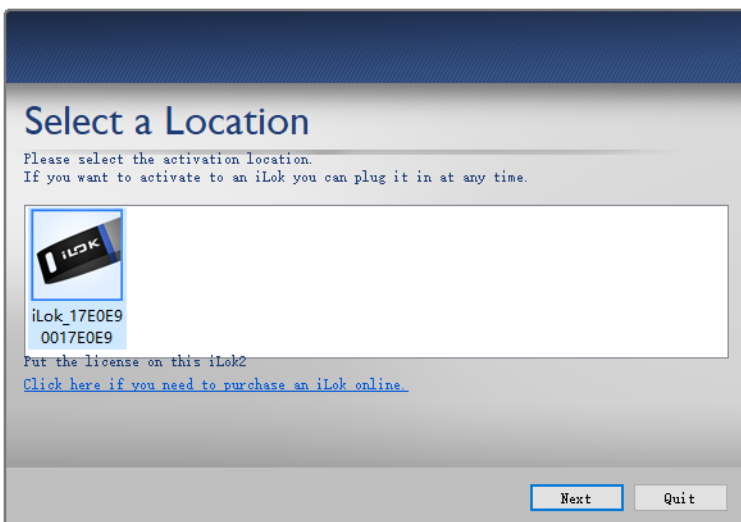 Select a Location
Please select the activation location.
If you want to activate to an iLok you can plug it in at any time.
iLOK
iLok_17E0E9
0017E0E9
Put the license on this iLok2
Click here if you need to purchase an iLok online.
Next
Quit